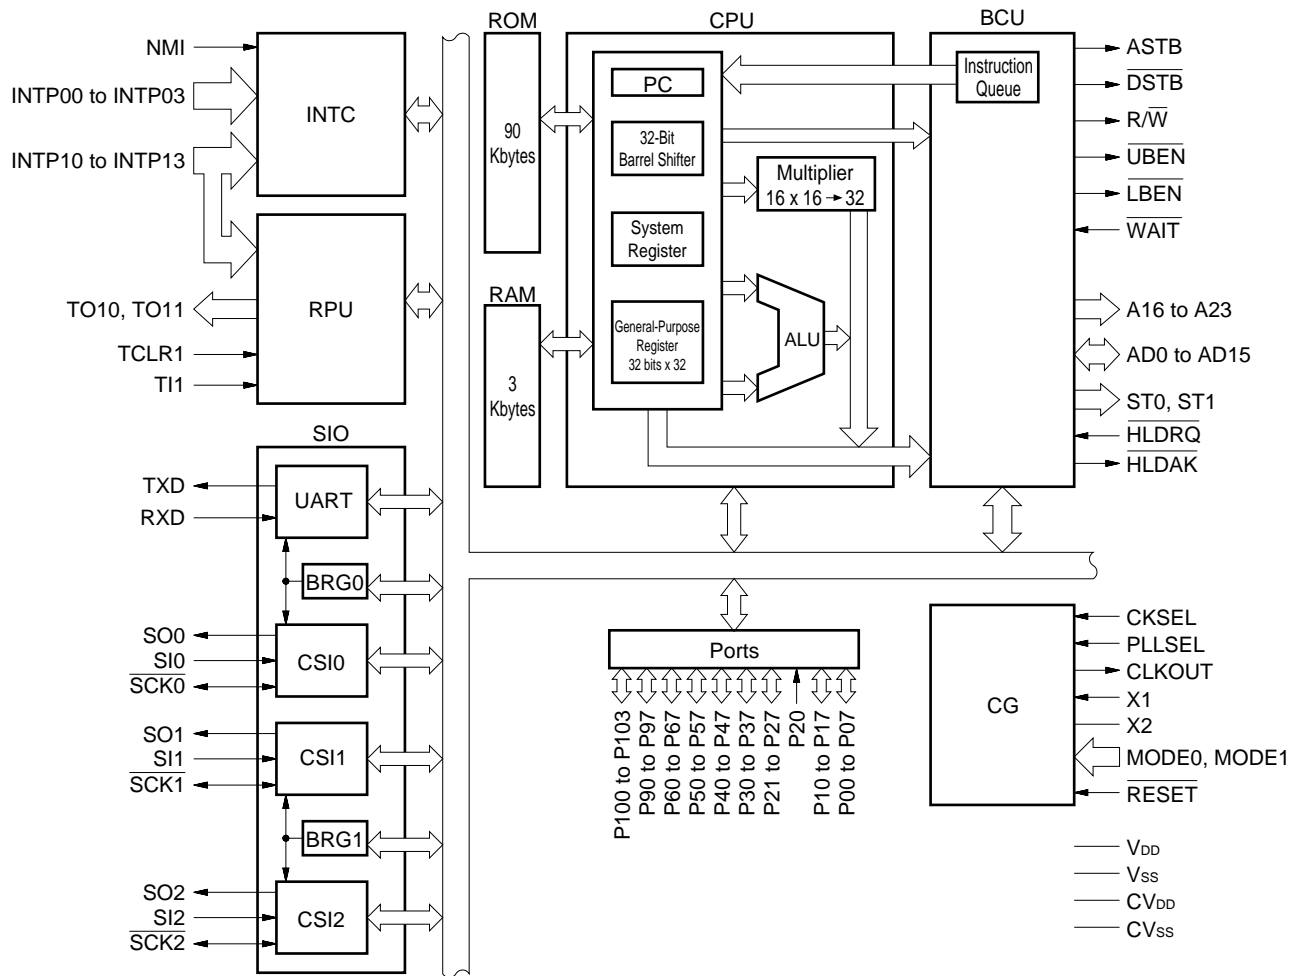 NMI
INTP00 to INTP03
INTP10 to INTP13
TO10, TO11
TCLR1
TI1
INTC
RPU
SIO
TXD
RXD
UART
BRG0
SO0
SI0
SCK0
CSI0
SO1
SI1
SCK1
CSI1
BRG1
SO2
SI2
SCK2
CSI2
ROM
90
Kbytes
RAM
3
Kbytes
CPU
PC
32-Bit
Barrel Shifter
System
Register
General-Purpose
Register
32 bits x 32
Multiplier
16 x 16 → 32
ALU
BCU
Instruction
Queue
ASTB
DSTB
R/W
UBEN
LBEN
WAIT
A16 to A23
AD0 to AD15
ST0, ST1
HLDRQ
HLDAK
Ports
P100 to P103
P90 to P97
P60 to P67
P50 to P57
P40 to P47
P30 to P37
P21 to P27
P20
P10 to P17
P00 to P07
CG
CKSEL
PLLSEL
CLKOUT
X1
X2
MODE0, MODE1
RESET
VDD
VSS
CVDD
CVSS